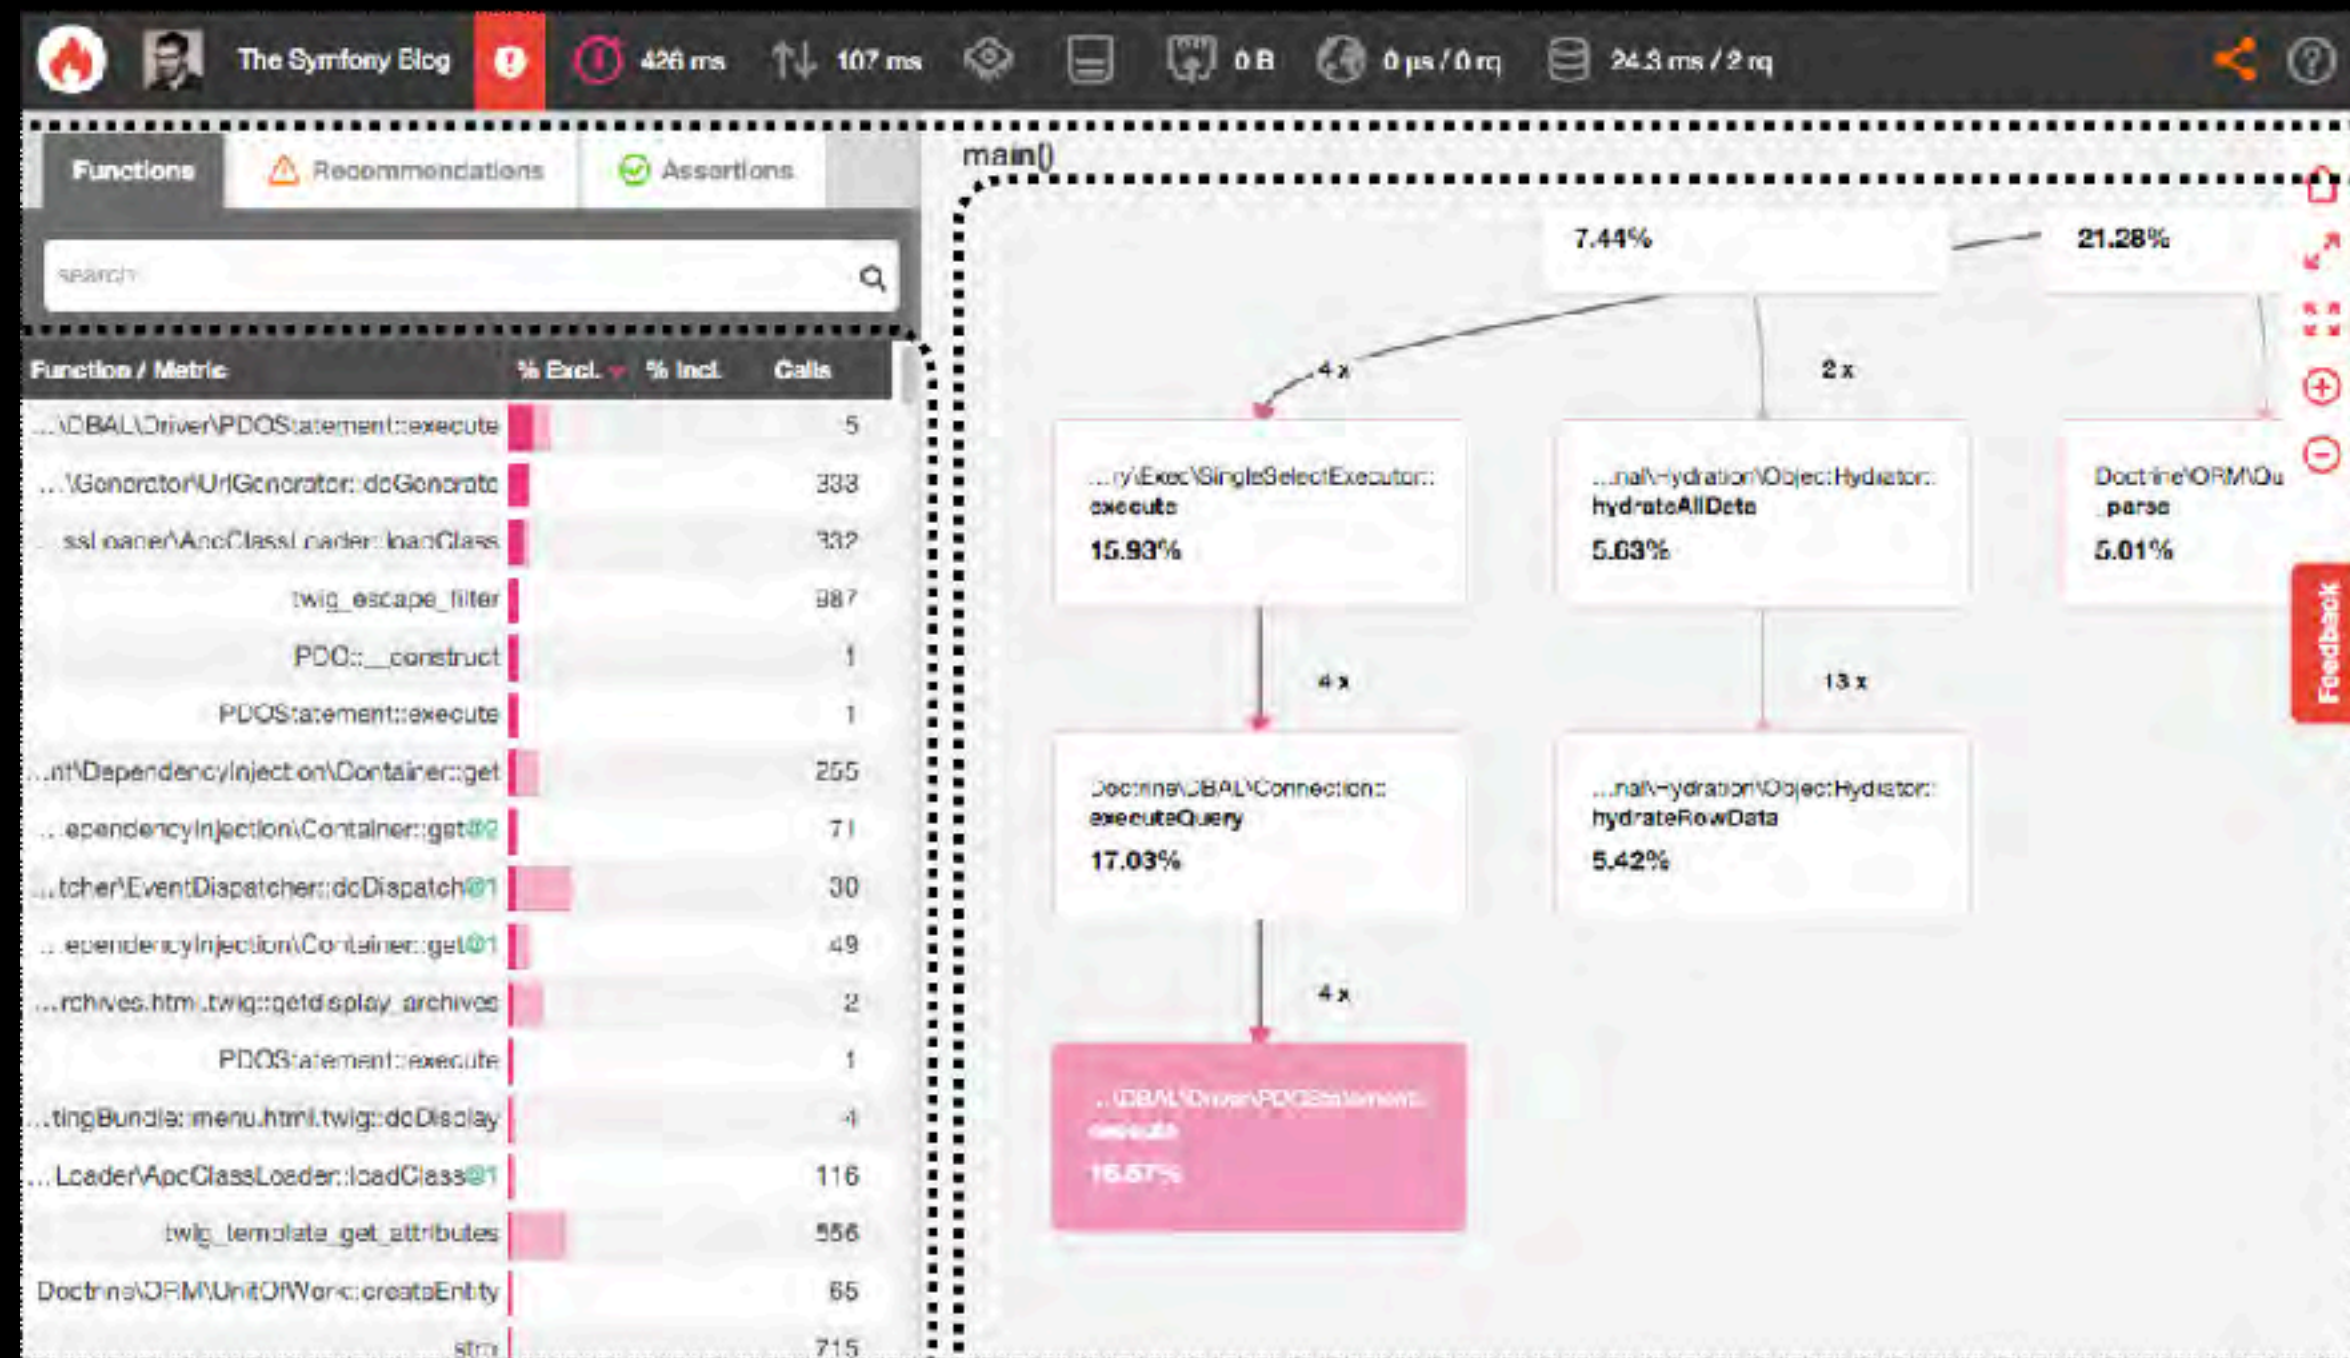 The Symfony Blog
426 ms
107 ms
0 B
0 µs / 0 rq
24.3 ms / 2 rq
Functions
Recommendations
Assertions
search
Function / Metric % Excl. % Incl. Calls
...\DBAL\Driver\PDOStatement::execute 5
...\Generator\UrlGenerator::doGenerate 333
...ssLoader\ApcClassLoader::loadClass 332
twig_escape_filter 987
PDO::__construct 1
PDOStatement::execute 1
...nt\DependencyInjection\Container::get 255
...ependencyInjection\Container::get@2 71
...tcher\EventDispatcher::doDispatch@1 30
...ependencyInjection\Container::get@1 49
...rchives.html.twig::getdisplay_archives 2
PDOStatement::execute 1
...tingBundle::menu.html.twig::doDisplay 4
...Loader\ApcClassLoader::loadClass@1 116
twig_template_get_attributes 556
Doctrine\ORM\UnitOfWork::createEntity 65
715
main()
7.44%
21.28%
4 x
2 x
...ry\Exec\SingleSelectExecutor::
execute
15.93%
...nal\Hydration\ObjectHydrator::
hydrateAllData
5.63%
Doctrine\ORM\Qu
_parse
5.01%
4 x
13 x
Doctrine\DBAL\Connection::
executeQuery
17.03%
...nal\Hydration\ObjectHydrator::
hydrateRowData
5.42%
4 x
...\DBAL\Driver\PDOStatement::
execute
16.57%
Feedback